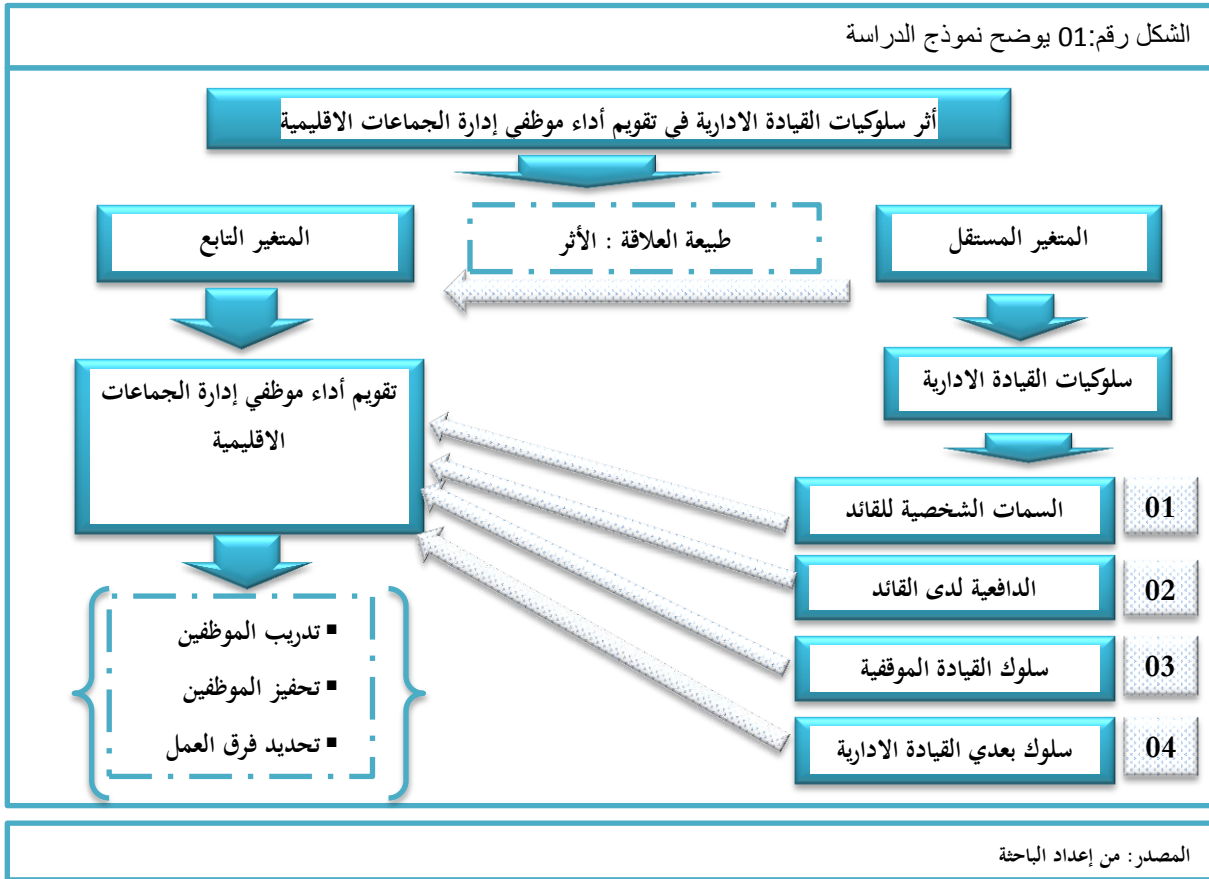 الشكل رقم:01 يوضح نموذج الدراسة
أثر سلوكيات القيادة الادارية في تقويم أداء موظفي إدارة الجماعات الاقليمية
المتغير المستقل
طبيعة العلاقة : الأثر
المتغير التابع
سلوكيات القيادة الادارية
تقويم أداء موظفي إدارة الجماعات
الاقليمية
01
السمات الشخصية للقائد
02
الدافعية لدى القائد
03
سلوك القيادة الموقفية
04
سلوك بعدي القيادة الادارية
▪ تدريب الموظفين
▪ تحفيز الموظفين
▪ تحديد فرق العمل
المصدر: من إعداد الباحثة